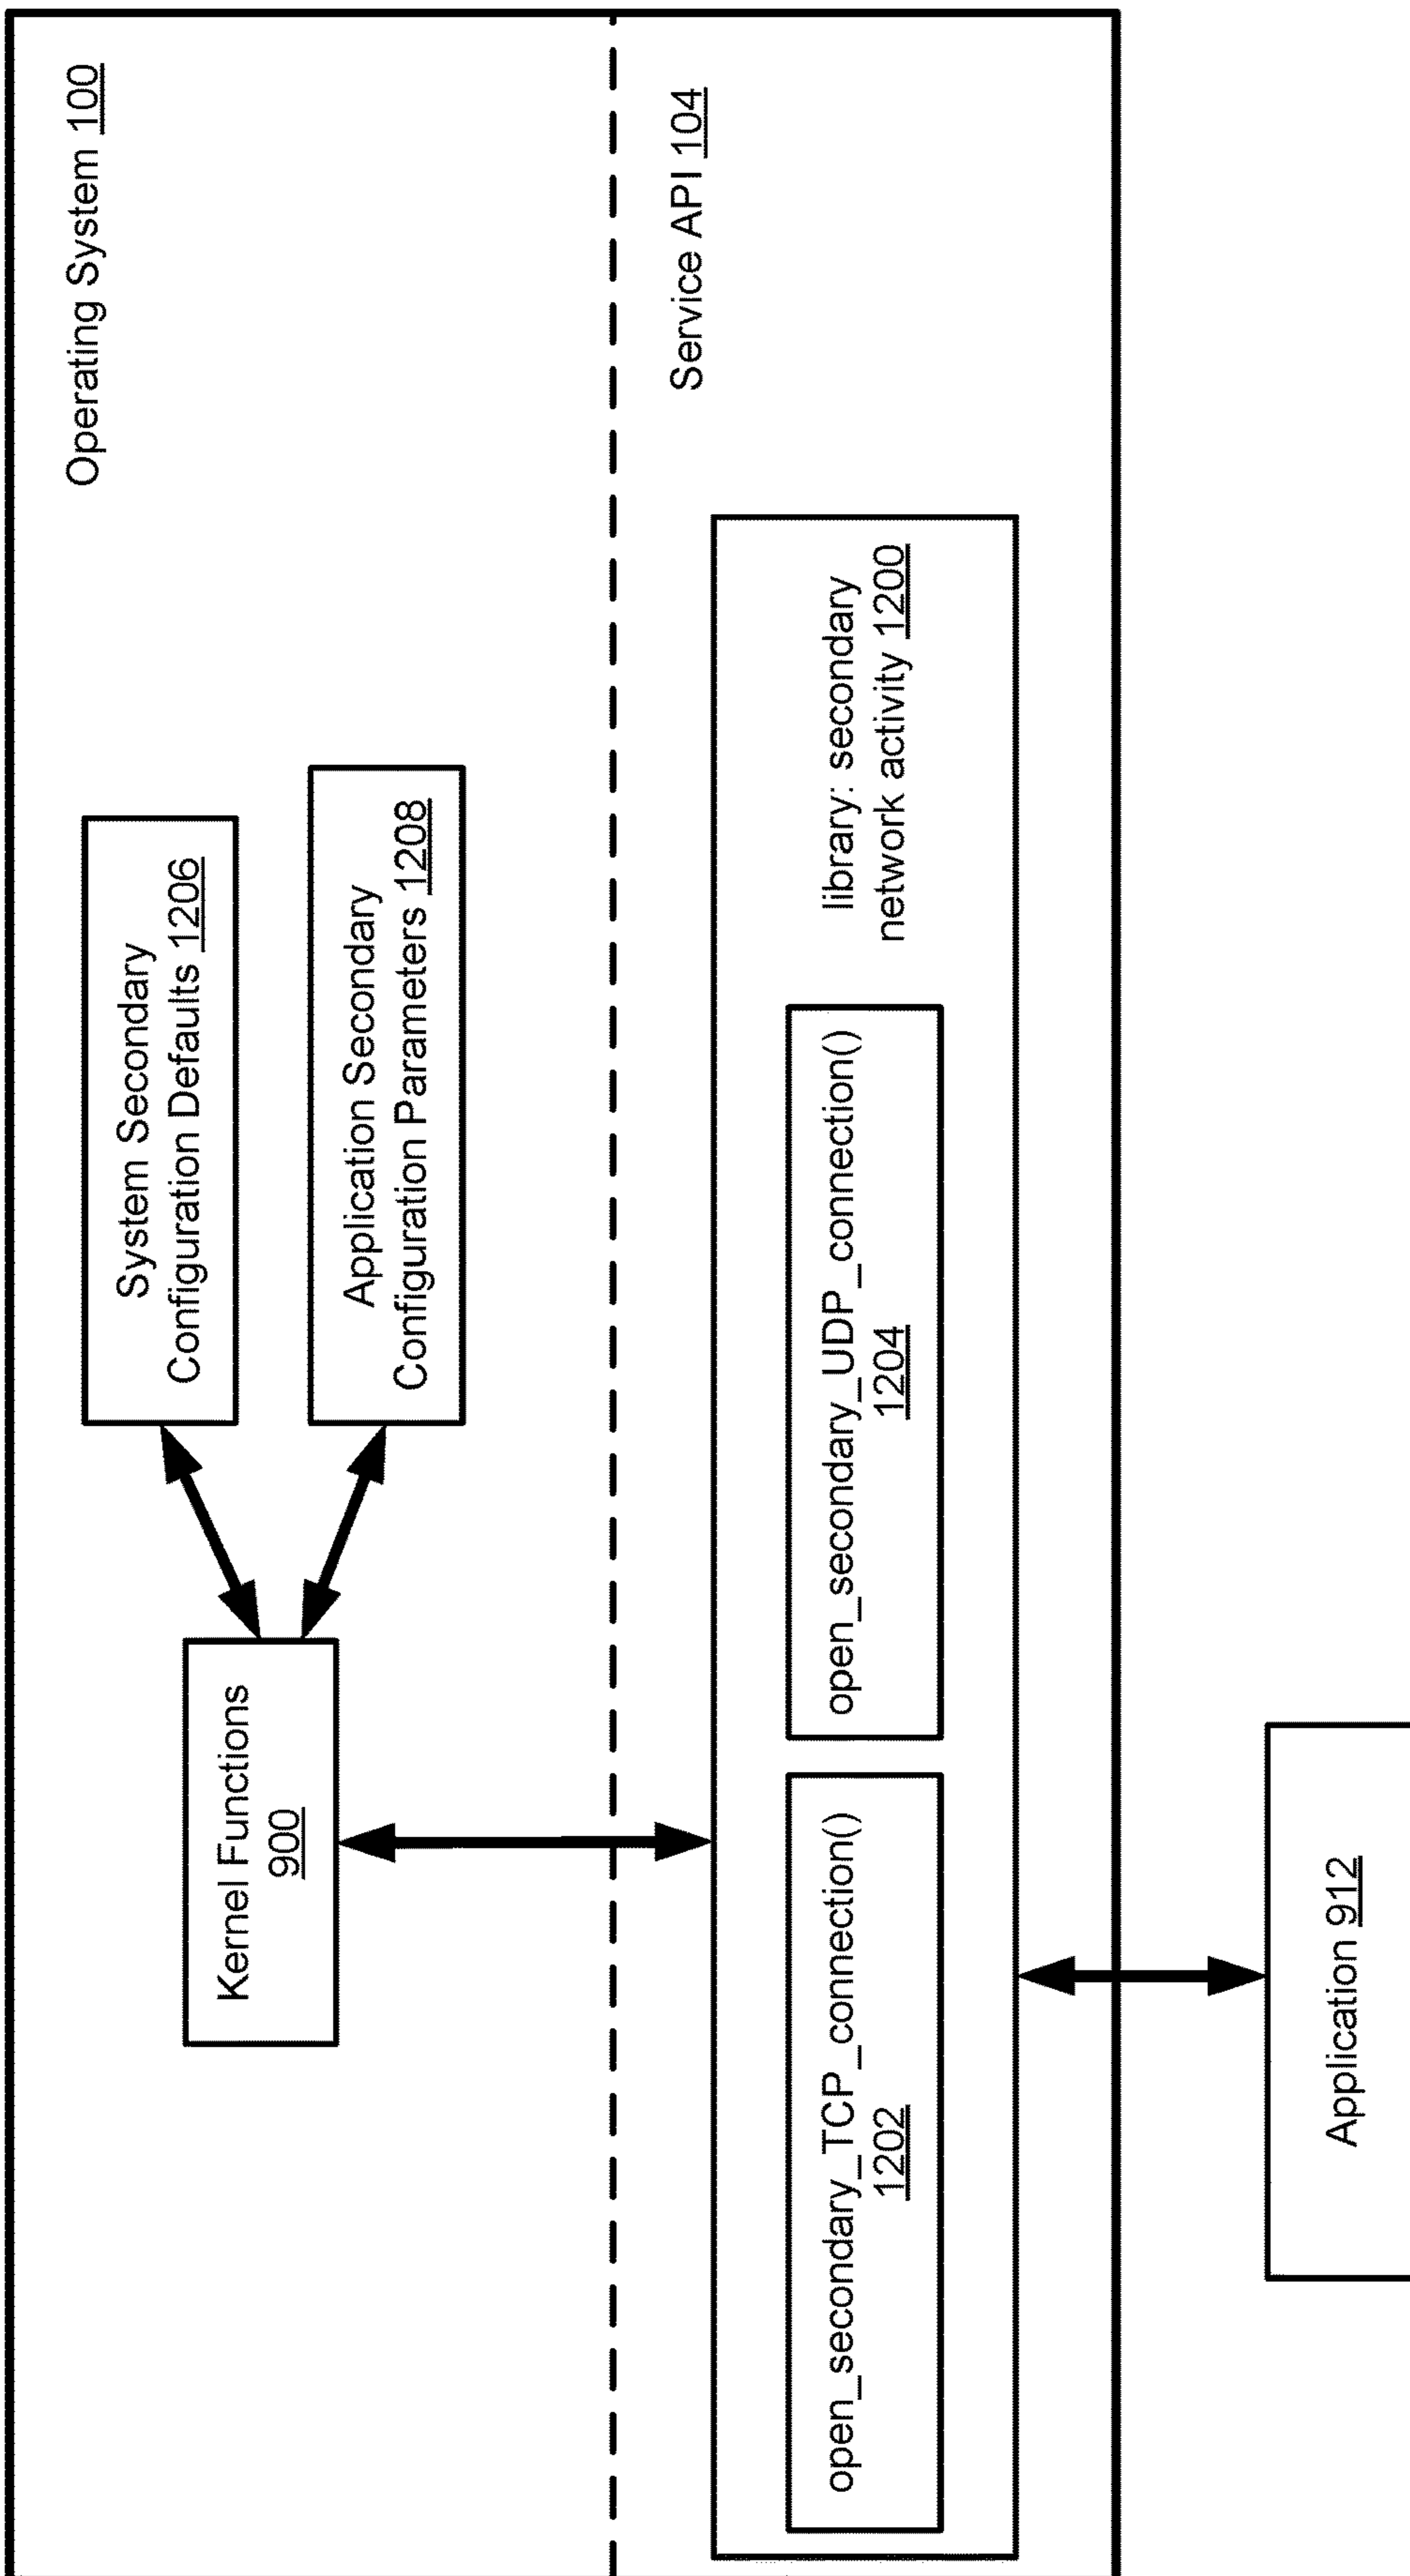 Operating System 100
System Secondary
Configuration Defaults 1206
Kernel Functions
900
Application Secondary
Configuration Parameters 1208
Service API 104
open_secondary_TCP_connection()
1202
open_secondary_UDP_connection()
1204
library: secondary
network activity 1200
Application 912